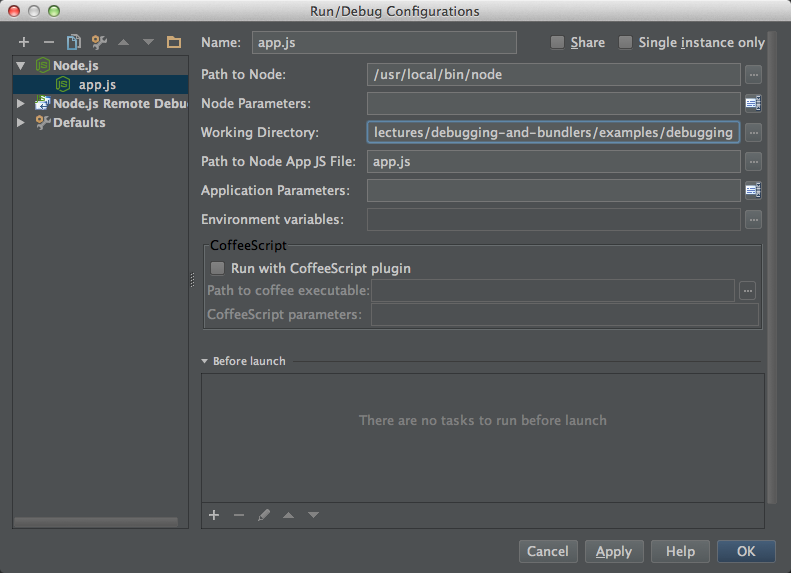 Run/Debug Configurations
Name: app.js Share Single instance only
Node.js
app.js
Node.js Remote Debu
Defaults
Path to Node: /usr/local/bin/node ...
Node Parameters:
Working Directory: lectures/debugging-and-bundlers/examples/debugging ...
Path to Node App JS File: app.js ...
Application Parameters:
Environment variables: ...
CoffeeScript
Run with CoffeeScript plugin
Path to coffee executable: ...
CoffeeScript parameters:
Before launch
There are no tasks to run before launch
Cancel Apply Help OK